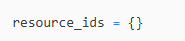 resource_ids = {}